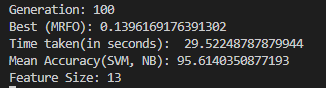 Generation: 100
Best (MRFO): 0.1396169176391302
Time taken(in seconds):  29.52248787879944
Mean Accuracy(SVM, NB): 95.6140350877193
Feature Size: 13